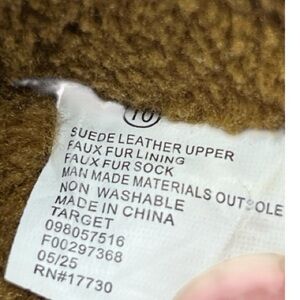 10
SUEDE LEATHER UPPER
FAUX FUR LINING
FAUX FUR SOCK
MAN MADE MATERIALS OUTSOLE
NON WASHABLE
MADE IN CHINA
TARGET
098057516
F00297368
05/25
RN#17730